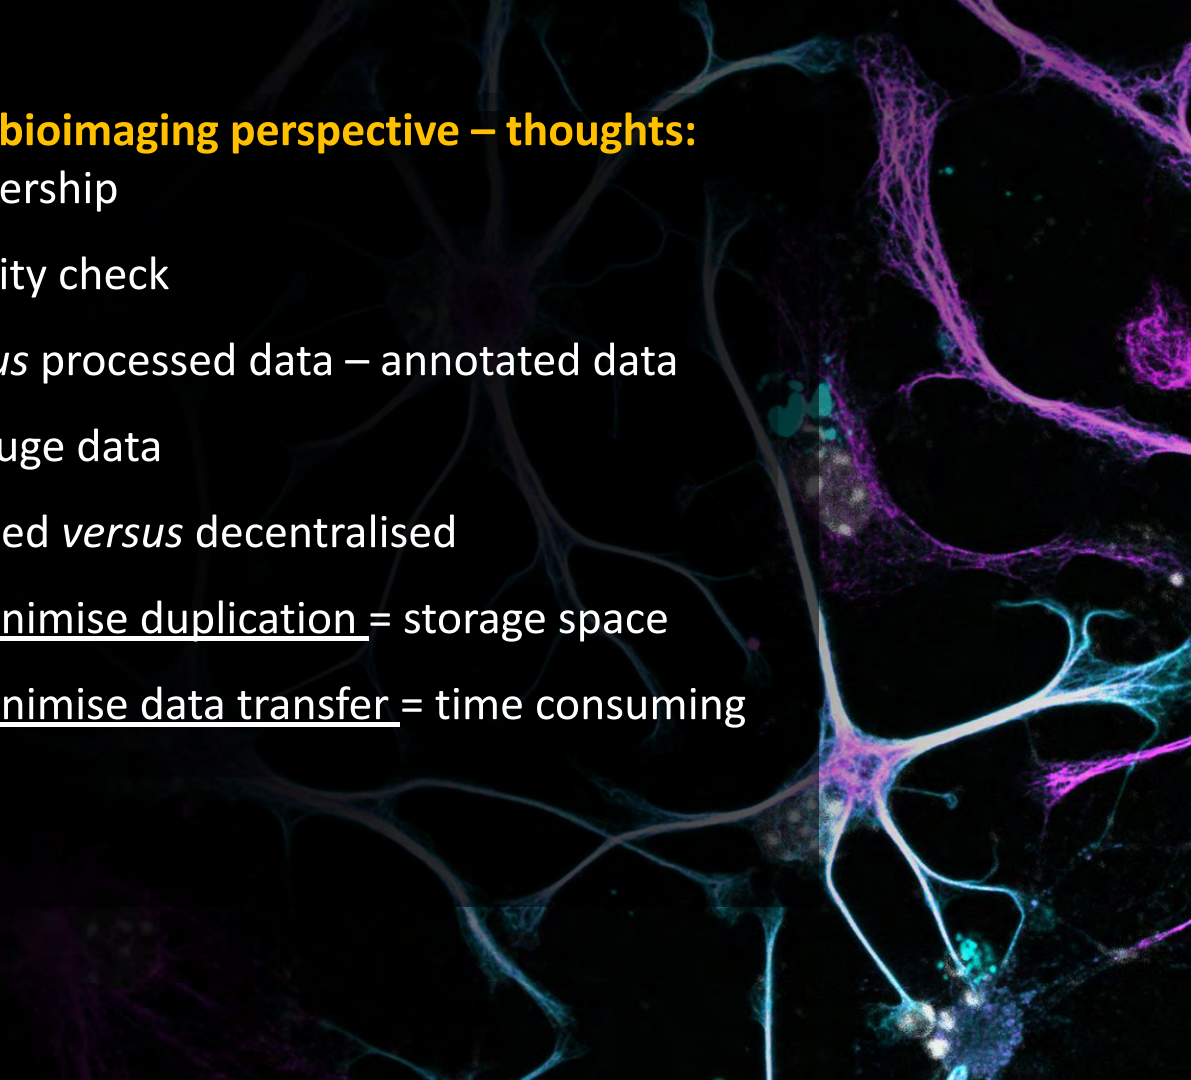 bioimaging perspective – thoughts:
ership
ity check
us processed data – annotated data
uge data
ed versus decentralised
nimise duplication = storage space
nimise data transfer = time consuming